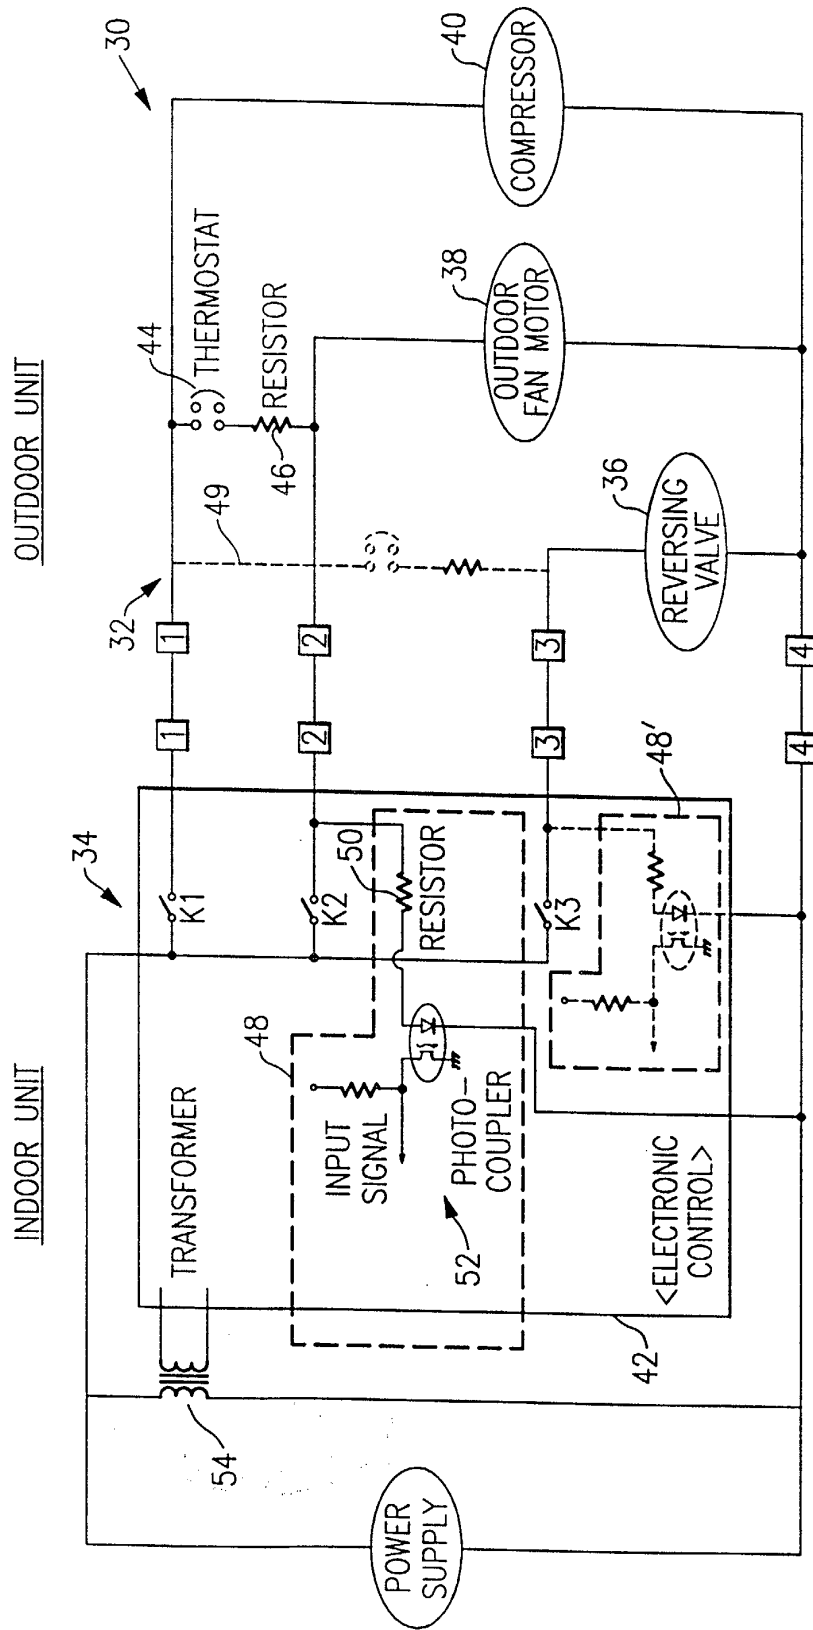 INDOOR UNIT
OUTDOOR UNIT
30
32
34
TRANSFORMER
54
POWER
SUPPLY
48
INPUT
SIGNAL
PHOTO-
COUPLER
52
50
RESISTOR
K1
K2
K3
48'
<ELECTRONIC
CONTROL>
42
1
1
2
2
3
3
4
4
49
44
THERMOSTAT
RESISTOR
46
36
REVERSING
VALVE
38
OUTDOOR
FAN MOTOR
40
COMPRESSOR